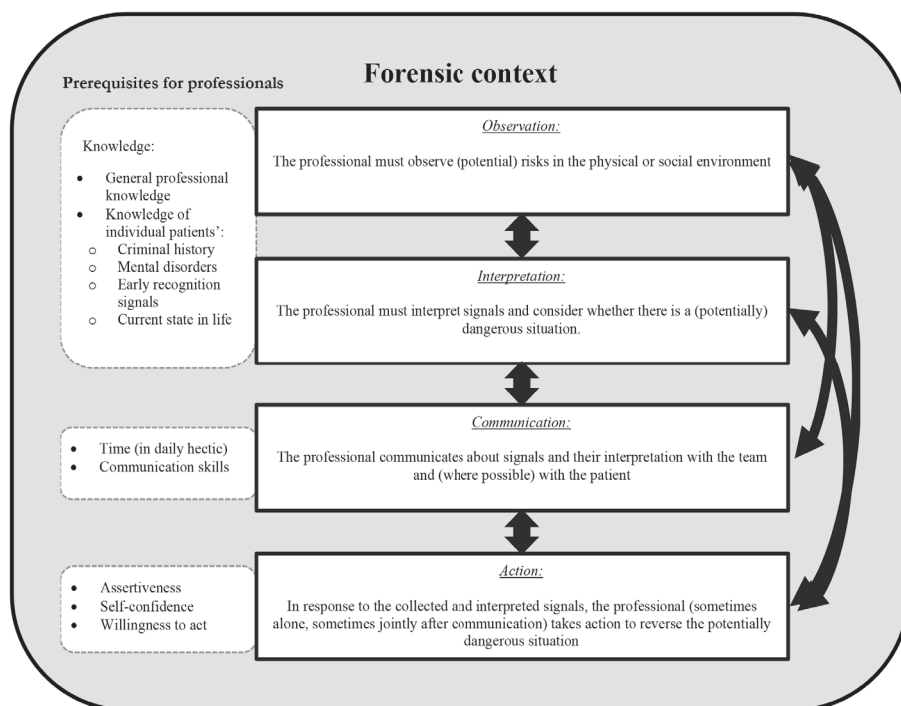 Forensic context
Prerequisites for professionals
Knowledge:
• General professional
knowledge
• Knowledge of
individual patients’:
o Criminal history
o Mental disorders
o Early recognition
signals
o Current state in life
Observation:
The professional must observe (potential) risks in the physical or social environment
Interpretation:
The professional must interpret signals and consider whether there is a (potentially)
dangerous situation.
• Time (in daily hectic)
• Communication skills
Communication:
The professional communicates about signals and their interpretation with the team
and (where possible) with the patient
• Assertiveness
• Self-confidence
• Willingness to act
Action:
In response to the collected and interpreted signals, the professional (sometimes
alone, sometimes jointly after communication) takes action to reverse the potentially
dangerous situation